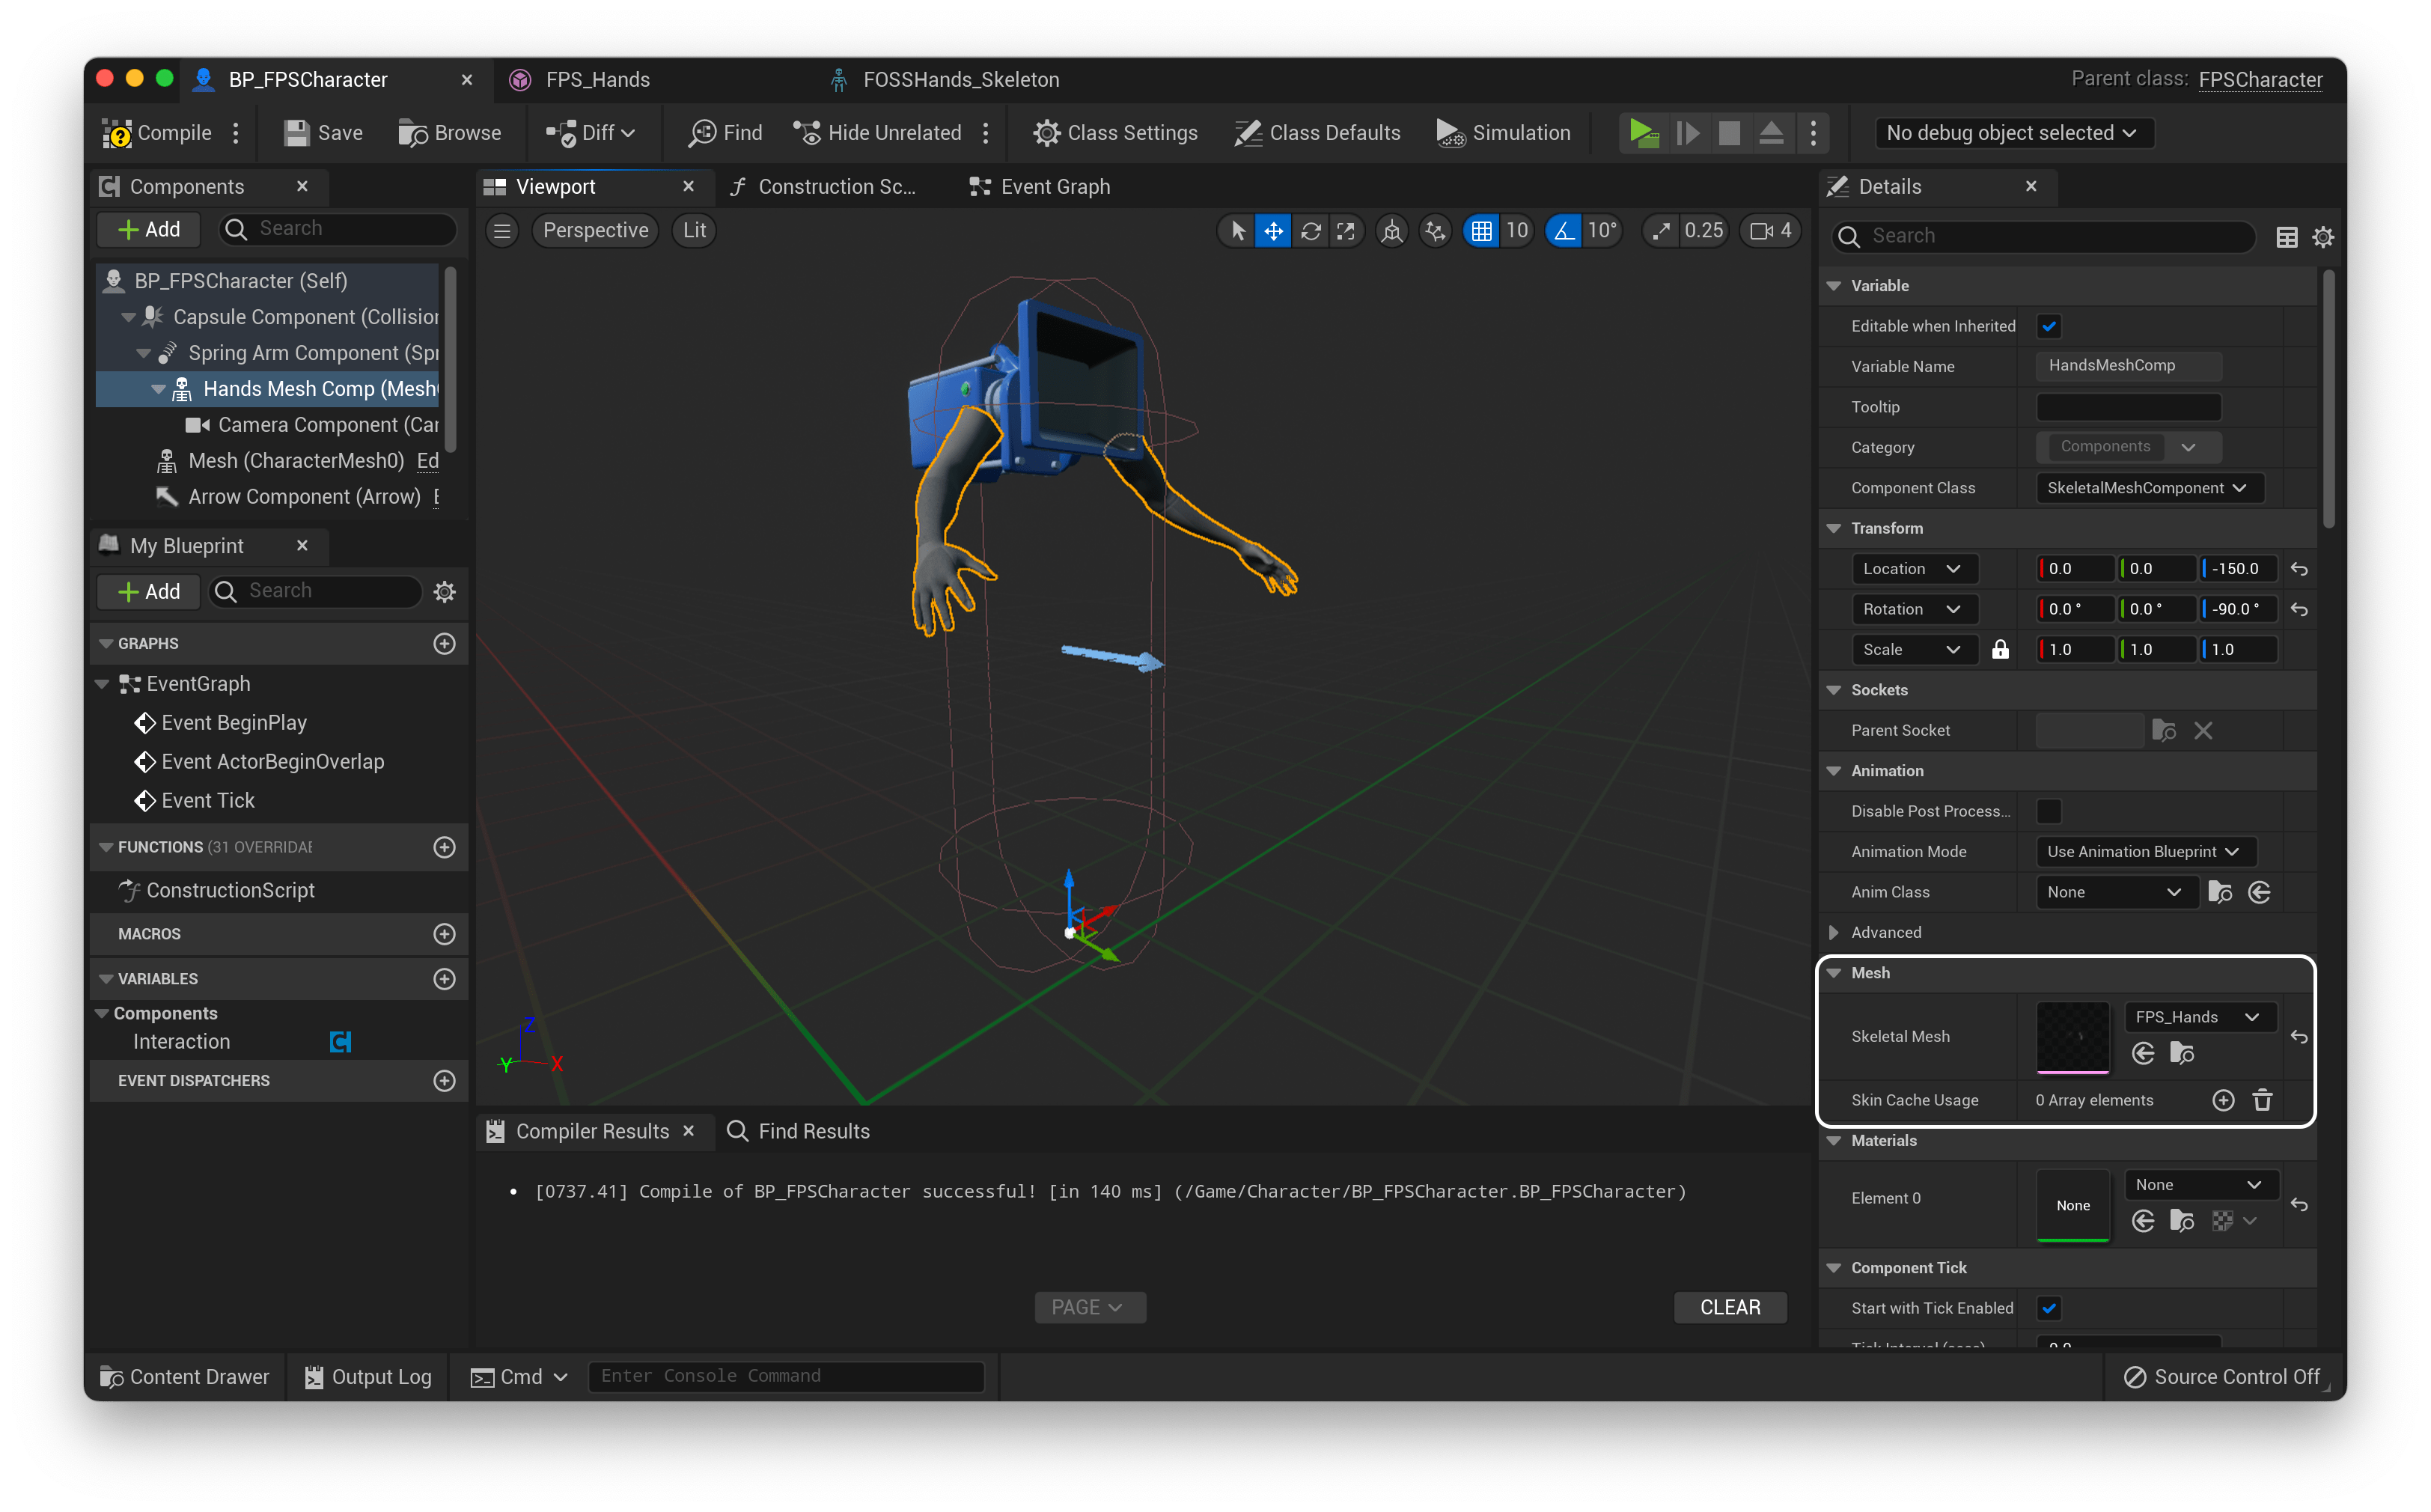 BP_FPSCharacter
FPS_Hands
FOSSHands_Skeleton
Parent class: FPSCharacter
Compile
Save
Browse
Diff
Find
Hide Unrelated
Class Settings
Class Defaults
Simulation
No debug object selected
Components
Add
Search
BP_FPSCharacter (Self)
Capsule Component (Collision
Spring Arm Component (Spr
Hands Mesh Comp (Mesh
Camera Component (Car
Mesh (CharacterMesh0) Ed
Arrow Component (Arrow) E
My Blueprint
Add
Search
GRAPHS
EventGraph
Event BeginPlay
Event ActorBeginOverlap
Event Tick
FUNCTIONS (31 OVERRIDAE
ConstructionScript
MACROS
VARIABLES
Components
Interaction
EVENT DISPATCHERS
Viewport
Construction Sc...
Event Graph
Perspective
Lit
10
10°
0.25
4
Z
Y
X
Compiler Results
Find Results
[0737.41] Compile of BP_FPSCharacter successful! [in 140 ms] (/Game/Character/BP_FPSCharacter.BP_FPSCharacter)
PAGE
CLEAR
Details
Search
Variable
Editable when Inherited
Variable Name HandsMeshComp
Tooltip
Category Components
Component Class SkeletalMeshComponent
Transform
Location 0.0 0.0 -150.0
Rotation 0.0 ° 0.0 ° -90.0 °
Scale 1.0 1.0 1.0
Sockets
Parent Socket
Animation
Disable Post Process...
Animation Mode Use Animation Blueprint
Anim Class None
Advanced
Mesh
Skeletal Mesh FPS_Hands
Skin Cache Usage 0 Array elements
Materials
Element 0 None None
Component Tick
Start with Tick Enabled
Content Drawer
Output Log
Cmd
Enter Console Command
Source Control Off